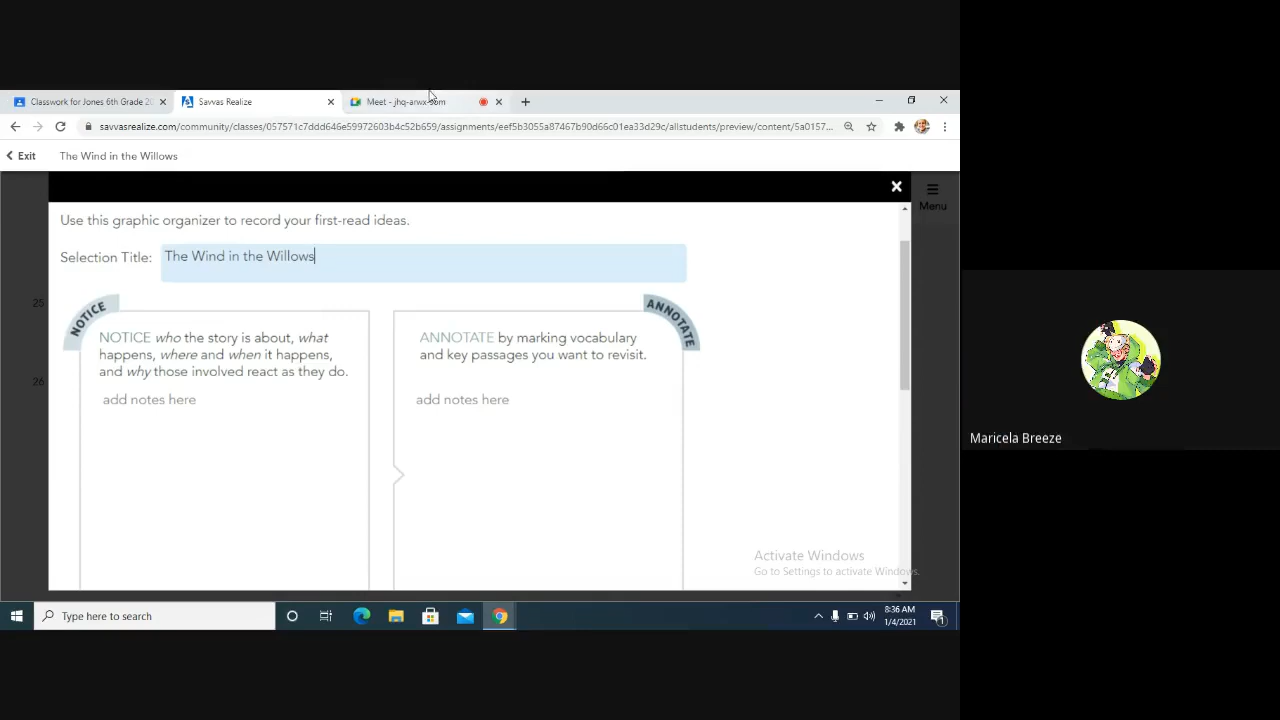 Classwork for Jones 6th Grade 20
Savvas Realize
Meet - jhq-anwx-bom
savvasrealize.com/community/classes/057571c7ddd646e59972603b4c52b659/assignments/eef5b3055a87467b90d66c01ea33d29c/allstudents/preview/content/5a0157...
Exit
The Wind in the Willows
Menu
Use this graphic organizer to record your first-read ideas.
Selection Title:
The Wind in the Willows
25
26
NOTICE
NOTICE who the story is about, what
happens, where and when it happens,
and why those involved react as they do.
add notes here
ANNOTATE
ANNOTATE by marking vocabulary
and key passages you want to revisit.
add notes here
Activate Windows
Go to Settings to activate Windows.
Type here to search
8:36 AM
1/4/2021
1
Maricela Breeze